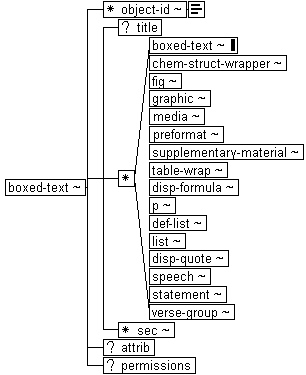 * object-id ~
? title
boxed-text ~
chem-struct-wrapper ~
fig ~
graphic ~
media ~
preformat ~
supplementary-material ~
table-wrap ~
boxed-text ~
*
disp-formula ~
p ~
def-list ~
list ~
disp-quote ~
speech ~
statement ~
verse-group ~
* sec ~
? attrib
? permissions